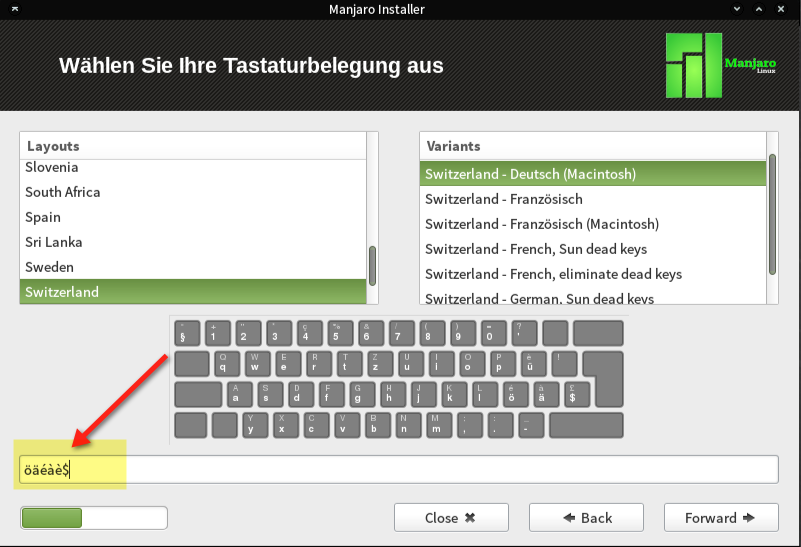 Manjaro Installer
Wählen Sie Ihre Tastaturbelegung aus
Manjaro
Linux
Layouts
Slovenia
South Africa
Spain
Sri Lanka
Sweden
Switzerland
Variants
Switzerland - Deutsch (Macintosh)
Switzerland - Französisch
Switzerland - Französisch (Macintosh)
Switzerland - French, Sun dead keys
Switzerland - French, eliminate dead keys
Switzerland - German, Sun dead keys
§ + 1 " 2 * 3 ç 4 % 5 & 6 / 7 ( 8 ) 9 = 0 ? '
Q q W w E e R r T t Z z U u I i O o P p è ü !
A a S s D d F f G g H h J j K k L l é ö à ä £ $
Y y X x C c V v B b N n M m ; , : . _ -
öäéàè$
Close
Back
Forward